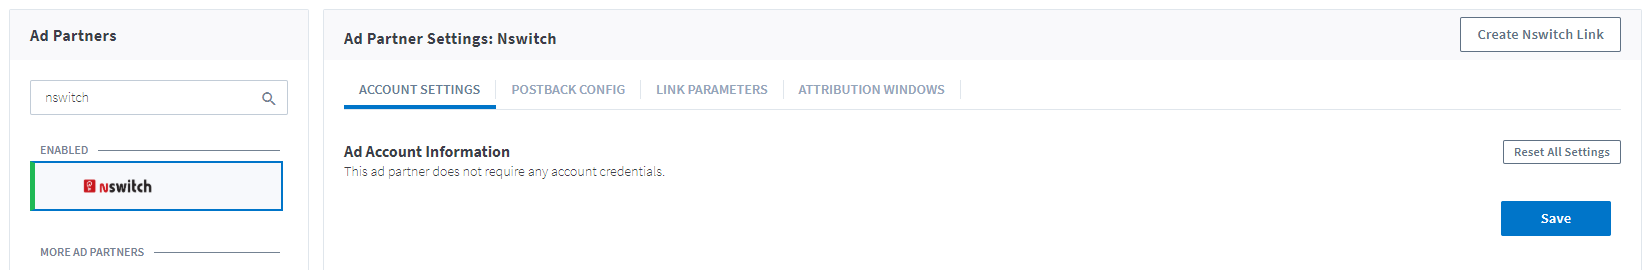 Ad Partners
nswitch
ENABLED
nswitch
MORE AD PARTNERS
Ad Partner Settings: Nswitch
Create Nswitch Link
ACCOUNT SETTINGS
POSTBACK CONFIG
LINK PARAMETERS
ATTRIBUTION WINDOWS
Ad Account Information
Reset All Settings
This ad partner does not require any account credentials.
Save